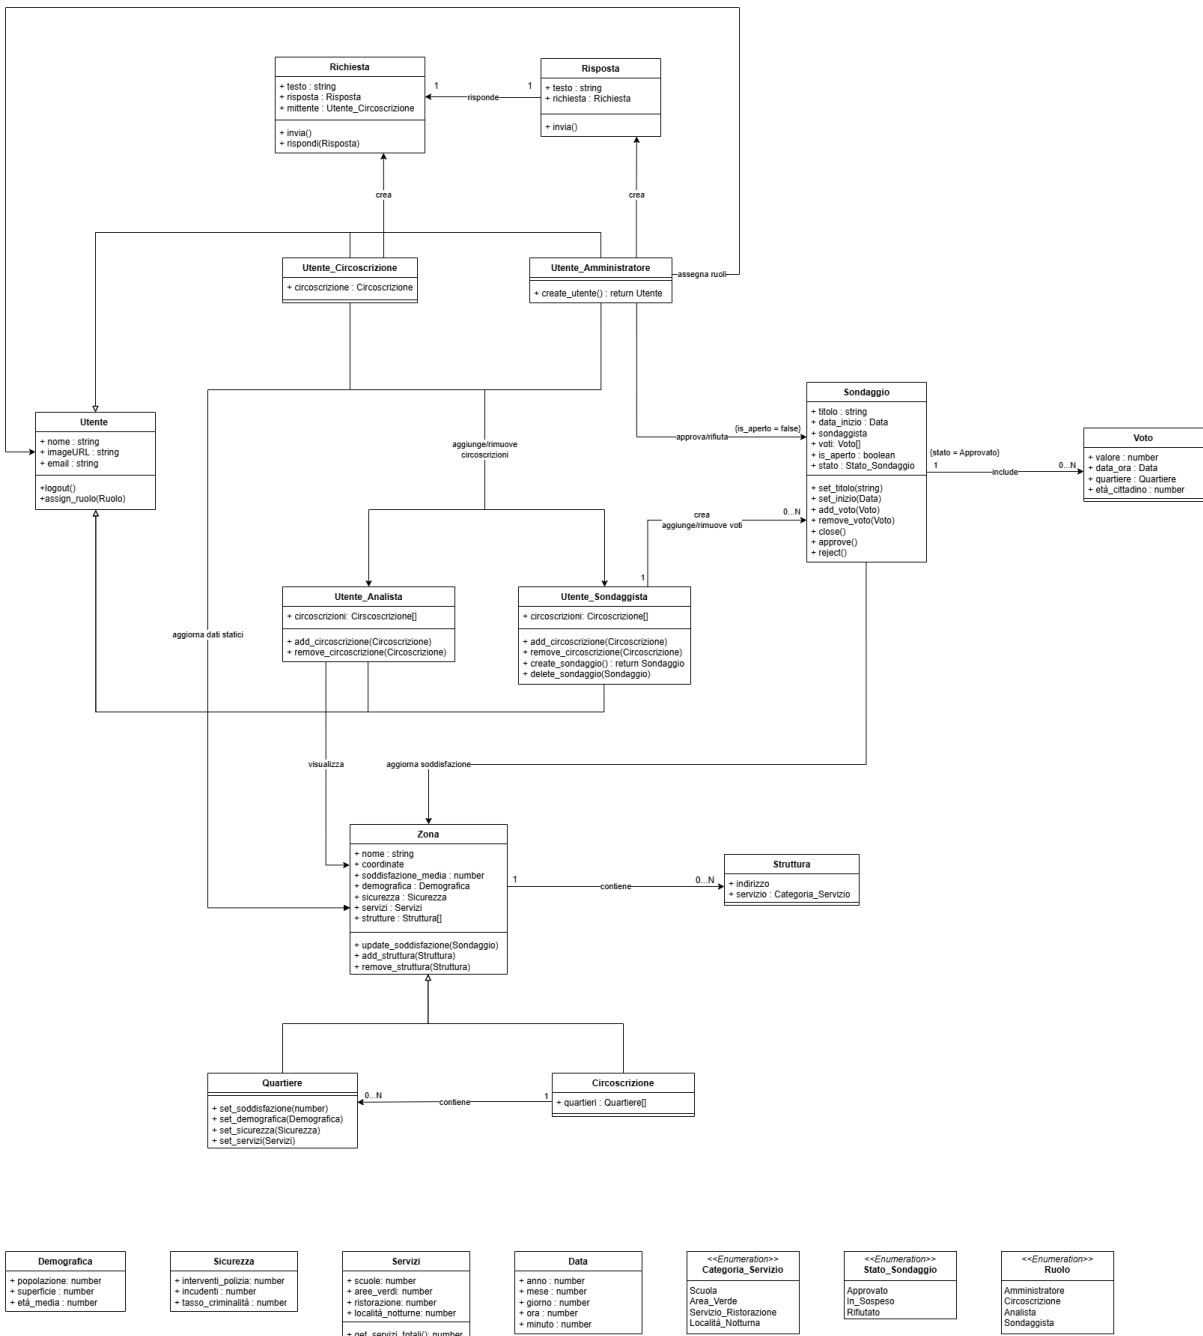 Richiesta
+ testo : string
+ risposta : Risposta
+ mittente : Utente_Circoscrizione
+ invia()
+ rispondi(Risposta)
1
risponde
1
Risposta
+ testo : string
+ richiesta : Richiesta
+ invia()
crea
crea
Utente_Circoscrizione
+ circoscrizione : Circoscrizione
Utente_Amministratore
+ create_utente() : return Utente
assegna ruoli
Utente
+ nome : string
+ imageURL : string
+ email : string
+logout()
+assign_ruolo(Ruolo)
aggiunge/rimuove
circoscrizioni
approva/rifiuta
{is_aperto = false}
Sondaggio
+ titolo : string
+ data_inizio : Data
+ sondaggista
+ voti: Voto[]
+ is_aperto : boolean
+ stato : Stato_Sondaggio
+ set_titolo(string)
+ set_inizio(Data)
+ add_voto(Voto)
+ remove_voto(Voto)
+ close()
+ approve()
+ reject()
{stato = Approvato}
1
include
0...N
Voto
+ valore : number
+ data_ora : Data
+ quartiere : Quartiere
+ età_cittadino : number
crea
aggiunge/rimuove voti
0...N
1
Utente_Analista
+ circoscrizioni: Cirscoscrizione[]
+ add_circoscrizione(Circoscrizione)
+ remove_circoscrizione(Circoscrizione)
Utente_Sondaggista
+ circoscrizioni: Circoscrizione[]
+ add_circoscrizione(Circoscrizione)
+ remove_circoscrizione(Circoscrizione)
+ create_sondaggio() : return Sondaggio
+ delete_sondaggio(Sondaggio)
aggiorna dati statici
visualizza
aggiorna soddisfazione
Zona
+ nome : string
+ coordinate
+ soddisfazione_media : number
+ demografica : Demografica
+ sicurezza : Sicurezza
+ servizi : Servizi
+ strutture : Struttura[]
+ update_soddisfazione(Sondaggio)
+ add_struttura(Struttura)
+ remove_struttura(Struttura)
1
contiene
0...N
Struttura
+ indirizzo
+ servizio : Categoria_Servizio
Quartiere
+ set_soddisfazione(number)
+ set_demografica(Demografica)
+ set_sicurezza(Sicurezza)
+ set_servizi(Servizi)
0...N
contiene
1
Circoscrizione
+ quartieri : Quartiere[]
Demografica
+ popolazione: number
+ superficie : number
+ età_media : number
Sicurezza
+ interventi_polizia: number
+ incudenti : number
+ tasso_criminalità : number
Servizi
+ scuole: number
+ aree_verdi: number
+ ristorazione: number
+ località_notturne: number
+ get_servizi_totali(): number
Data
+ anno : number
+ mese : number
+ giorno : number
+ ora : number
+ minuto : number
<<Enumeration>>
Categoria_Servizio
Scuola
Area_Verde
Servizio_Ristorazione
Località_Notturna
<<Enumeration>>
Stato_Sondaggio
Approvato
In_Sospeso
Rifiutato
<<Enumeration>>
Ruolo
Amministratore
Circoscrizione
Analista
Sondaggista